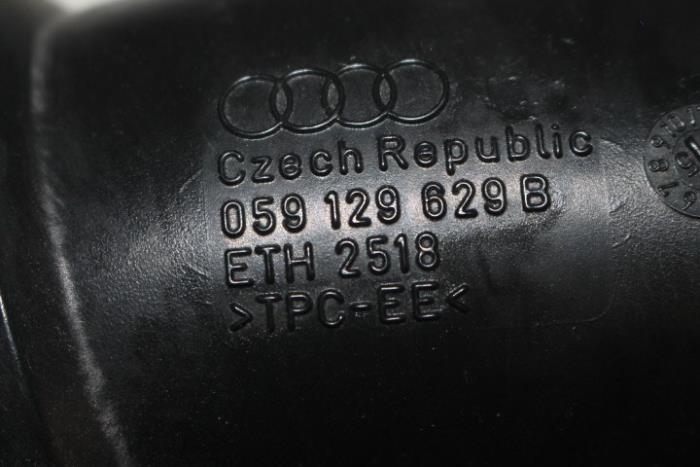 Czech Republic
059 129 629 B
ETH 2518
>TPC-EE<